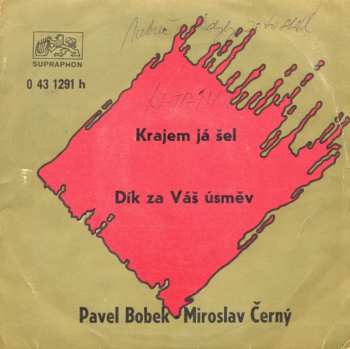 SUPRAPHON
0 43 1291 h
Krajem já šel
Dík za Váš úsměv
Pavel Bobek Miroslav Černý